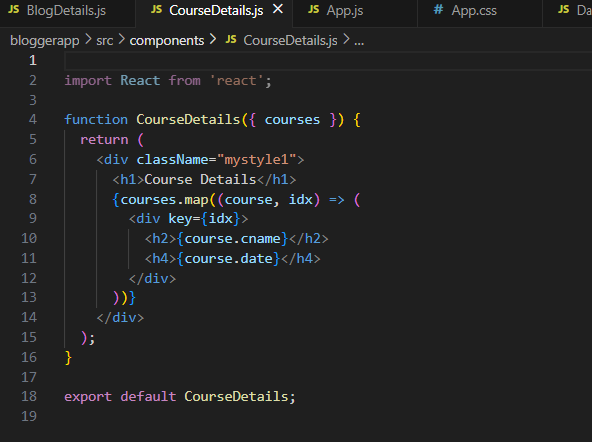 JS BlogDetails.js JS CourseDetails.js × JS App.js # App.css JS Da
bloggerapp > src > components > JS CourseDetails.js > ...
1
2 import React from 'react';
3
4 function CourseDetails({ courses }) {
5   return (
6     <div className="mystyle1">
7       <h1>Course Details</h1>
8       {courses.map((course, idx) => (
9         <div key={idx}>
10           <h2>{course.cname}</h2>
11           <h4>{course.date}</h4>
12         </div>
13       ))}
14     </div>
15   );
16 }
17
18 export default CourseDetails;
19